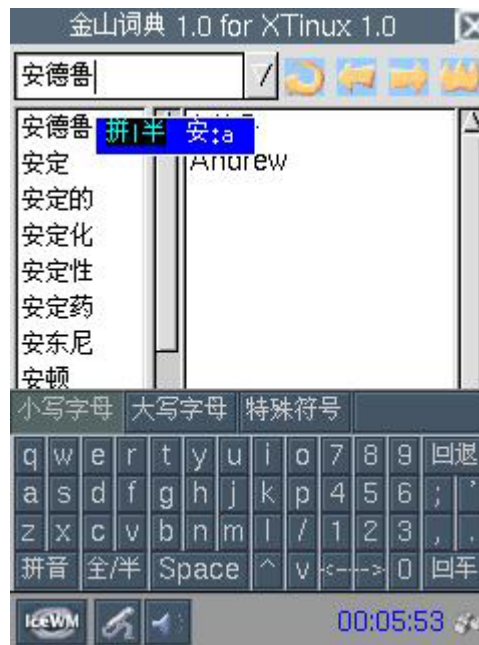 金山词典 1.0 for XTinux 1.0
安德鲁
安德鲁
拼|半 安:a
安定
Andrew
安定的
安定化
安定性
安定药
安东尼
安顿
小写字母 大写字母 特殊符号
q w e r t y u i o 7 8 9 回退
a s d f g h j k p 4 5 6 ; '
z x c v b n m l / 1 2 3 , .
拼音 全/半 Space ^ v <- -> 0 回车
IceWM 00:05:53